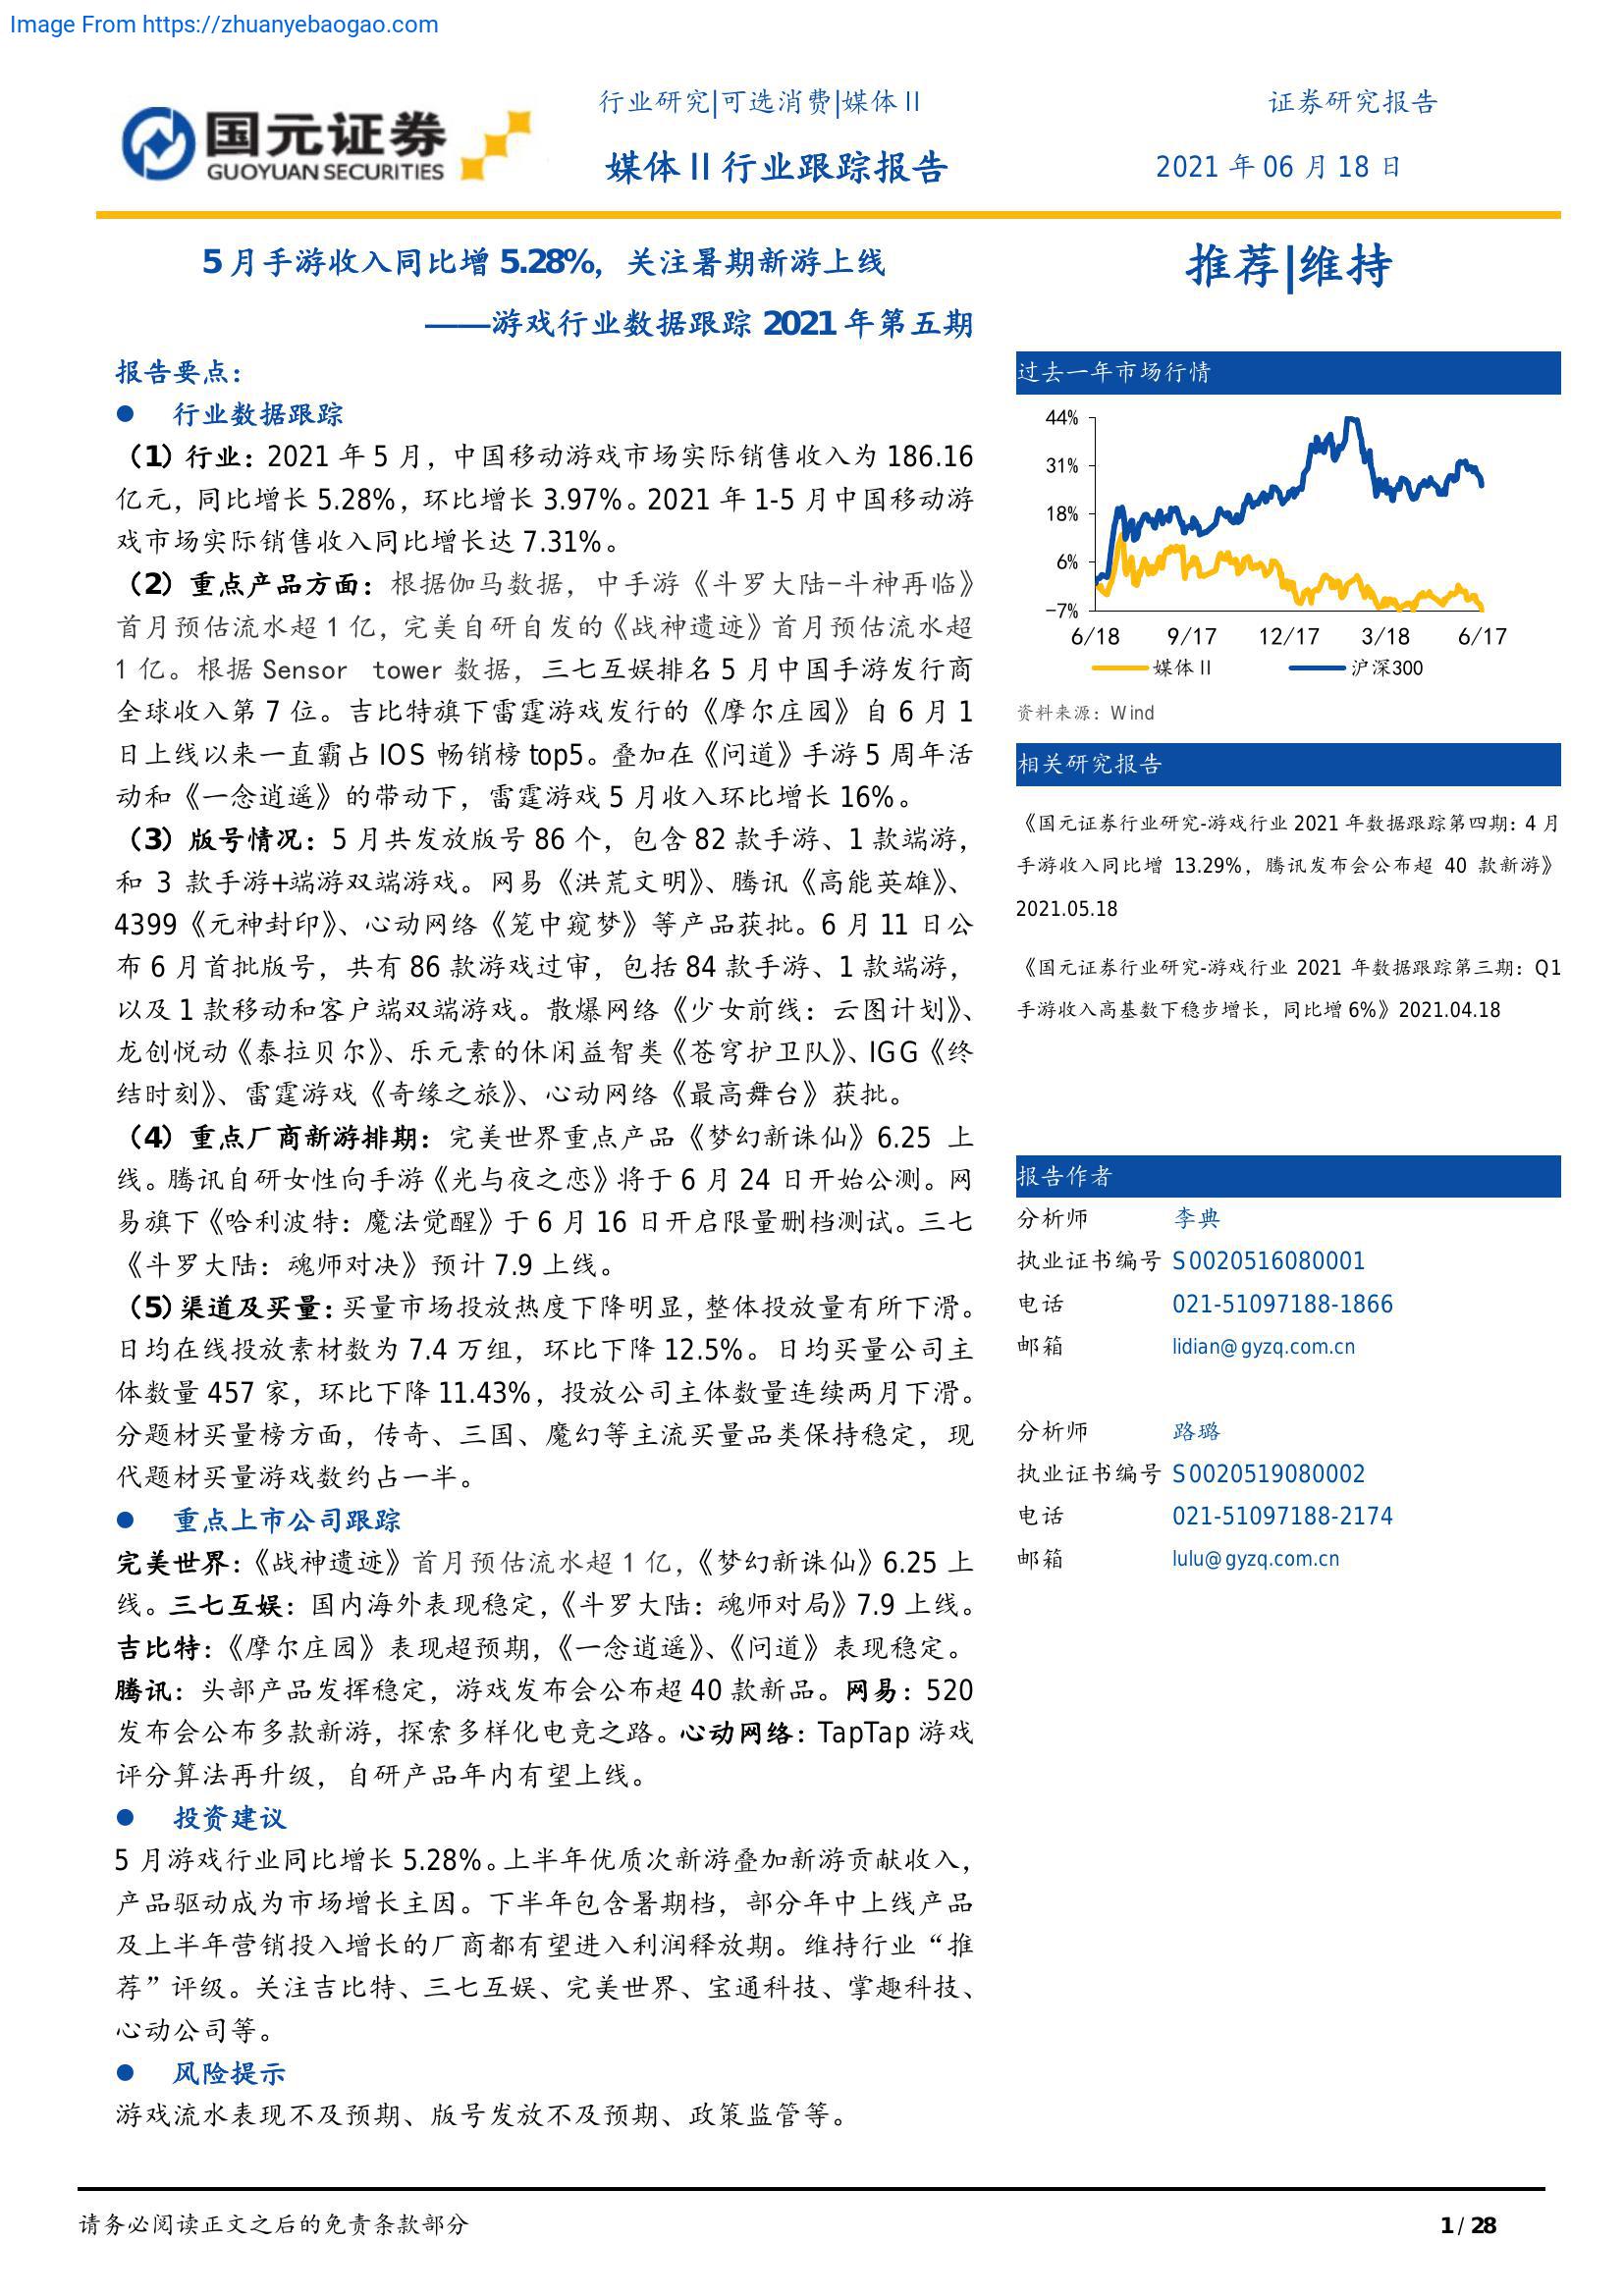 Image From https://zhuanyebaogao.com
国元证券
GUOYUAN SECURITIES
行业研究|可选消费|媒体Ⅱ
证券研究报告
媒体Ⅱ行业跟踪报告
2021 年 06 月 18 日
5 月手游收入同比增 5.28%，关注暑期新游上线
——游戏行业数据跟踪 2021 年第五期
报告要点：
● 行业数据跟踪
（1）行业：2021 年 5 月，中国移动游戏市场实际销售收入为 186.16
亿元，同比增长 5.28%，环比增长 3.97%。2021 年 1-5 月中国移动游
戏市场实际销售收入同比增长达 7.31%。
（2）重点产品方面：根据伽马数据，中手游《斗罗大陆-斗神再临》
首月预估流水超 1 亿，完美自研自发的《战神遗迹》首月预估流水超
1 亿。根据 Sensor tower 数据，三七互娱排名 5 月中国手游发行商
全球收入第 7 位。吉比特旗下雷霆游戏发行的《摩尔庄园》自 6 月 1
日上线以来一直霸占 IOS 畅销榜 top5。叠加在《问道》手游 5 周年活
动和《一念逍遥》的带动下，雷霆游戏 5 月收入环比增长 16%。
（3）版号情况：5 月共发放版号 86 个，包含 82 款手游、1 款端游，
和 3 款手游+端游双端游戏。网易《洪荒文明》、腾讯《高能英雄》、
4399《元神封印》、心动网络《笼中窥梦》等产品获批。6 月 11 日公
布 6 月首批版号，共有 86 款游戏过审，包括 84 款手游、1 款端游，
以及 1 款移动和客户端双端游戏。散爆网络《少女前线：云图计划》、
龙创悦动《泰拉贝尔》、乐元素的休闲益智类《苍穹护卫队》、IGG《终
结时刻》、雷霆游戏《奇缘之旅》、心动网络《最高舞台》获批。
（4）重点厂商新游排期：完美世界重点产品《梦幻新诛仙》6.25 上
线。腾讯自研女性向手游《光与夜之恋》将于 6 月 24 日开始公测。网
易旗下《哈利波特：魔法觉醒》于 6 月 16 日开启限量删档测试。三七
《斗罗大陆：魂师对决》预计 7.9 上线。
（5）渠道及买量：买量市场投放热度下降明显，整体投放量有所下滑。
日均在线投放素材数为 7.4 万组，环比下降 12.5%。日均买量公司主
体数量 457 家，环比下降 11.43%，投放公司主体数量连续两月下滑。
分题材买量榜方面，传奇、三国、魔幻等主流买量品类保持稳定，现
代题材买量游戏数约占一半。
● 重点上市公司跟踪
完美世界：《战神遗迹》首月预估流水超 1 亿，《梦幻新诛仙》6.25 上
线。三七互娱：国内海外表现稳定，《斗罗大陆：魂师对局》7.9 上线。
吉比特：《摩尔庄园》表现超预期，《一念逍遥》、《问道》表现稳定。
腾讯：头部产品发挥稳定，游戏发布会公布超 40 款新品。网易：520
发布会公布多款新游，探索多样化电竞之路。心动网络：TapTap 游戏
评分算法再升级，自研产品年内有望上线。
● 投资建议
5 月游戏行业同比增长 5.28%。上半年优质次新游叠加新游贡献收入，
产品驱动成为市场增长主因。下半年包含暑期档，部分年中上线产品
及上半年营销投入增长的厂商都有望进入利润释放期。维持行业“推
荐”评级。关注吉比特、三七互娱、完美世界、宝通科技、掌趣科技、
心动公司等。
● 风险提示
游戏流水表现不及预期、版号发放不及预期、政策监管等。
推荐|维持
过去一年市场行情
44%
31%
18%
6%
-7%
6/18 9/17 12/17 3/18 6/17
媒体Ⅱ 沪深300
资料来源：Wind
相关研究报告
《国元证券行业研究-游戏行业 2021 年数据跟踪第四期：4 月
手游收入同比增 13.29%，腾讯发布会公布超 40 款新游》
2021.05.18
《国元证券行业研究-游戏行业 2021 年数据跟踪第三期：Q1
手游收入高基数下稳步增长，同比增 6%》2021.04.18
报告作者
分析师 李典
执业证书编号 S0020516080001
电话 021-51097188-1866
邮箱 lidian@gyzq.com.cn
分析师 路璐
执业证书编号 S0020519080002
电话 021-51097188-2174
邮箱 lulu@gyzq.com.cn
请务必阅读正文之后的免责条款部分
1 / 28